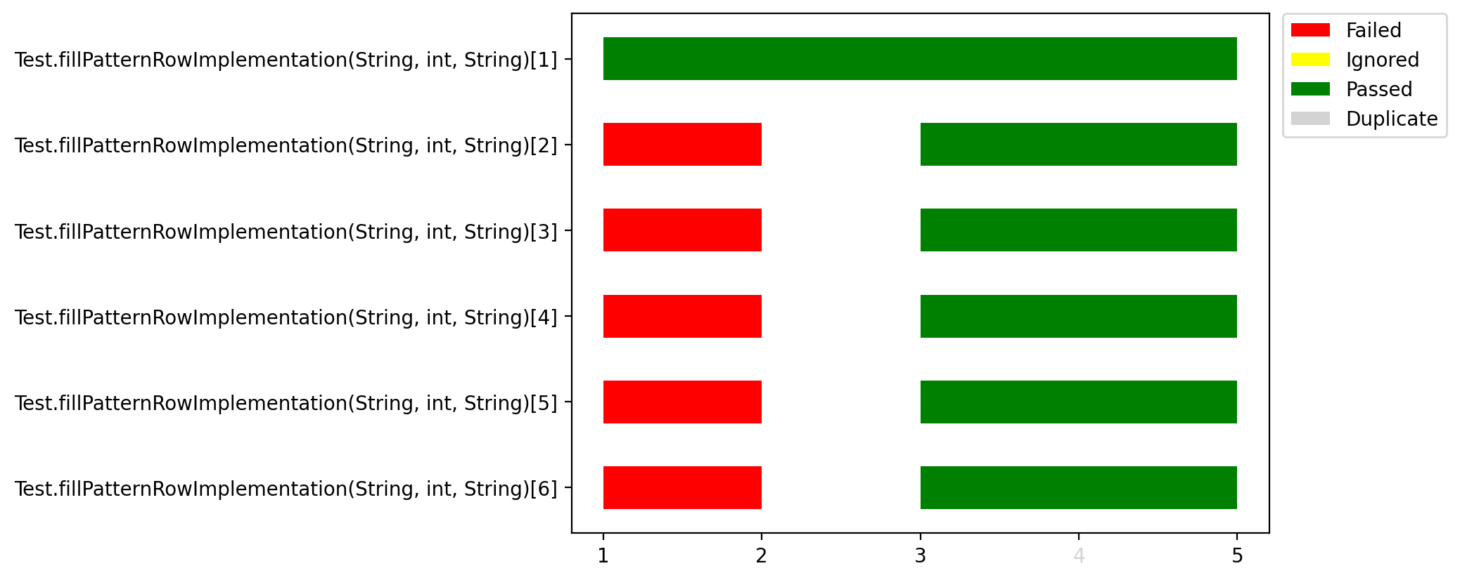 Test.fillPatternRowImplementation(String, int, String)[1]
Test.fillPatternRowImplementation(String, int, String)[2]
Test.fillPatternRowImplementation(String, int, String)[3]
Test.fillPatternRowImplementation(String, int, String)[4]
Test.fillPatternRowImplementation(String, int, String)[5]
Test.fillPatternRowImplementation(String, int, String)[6]
1 2 3 4 5
Failed
Ignored
Passed
Duplicate